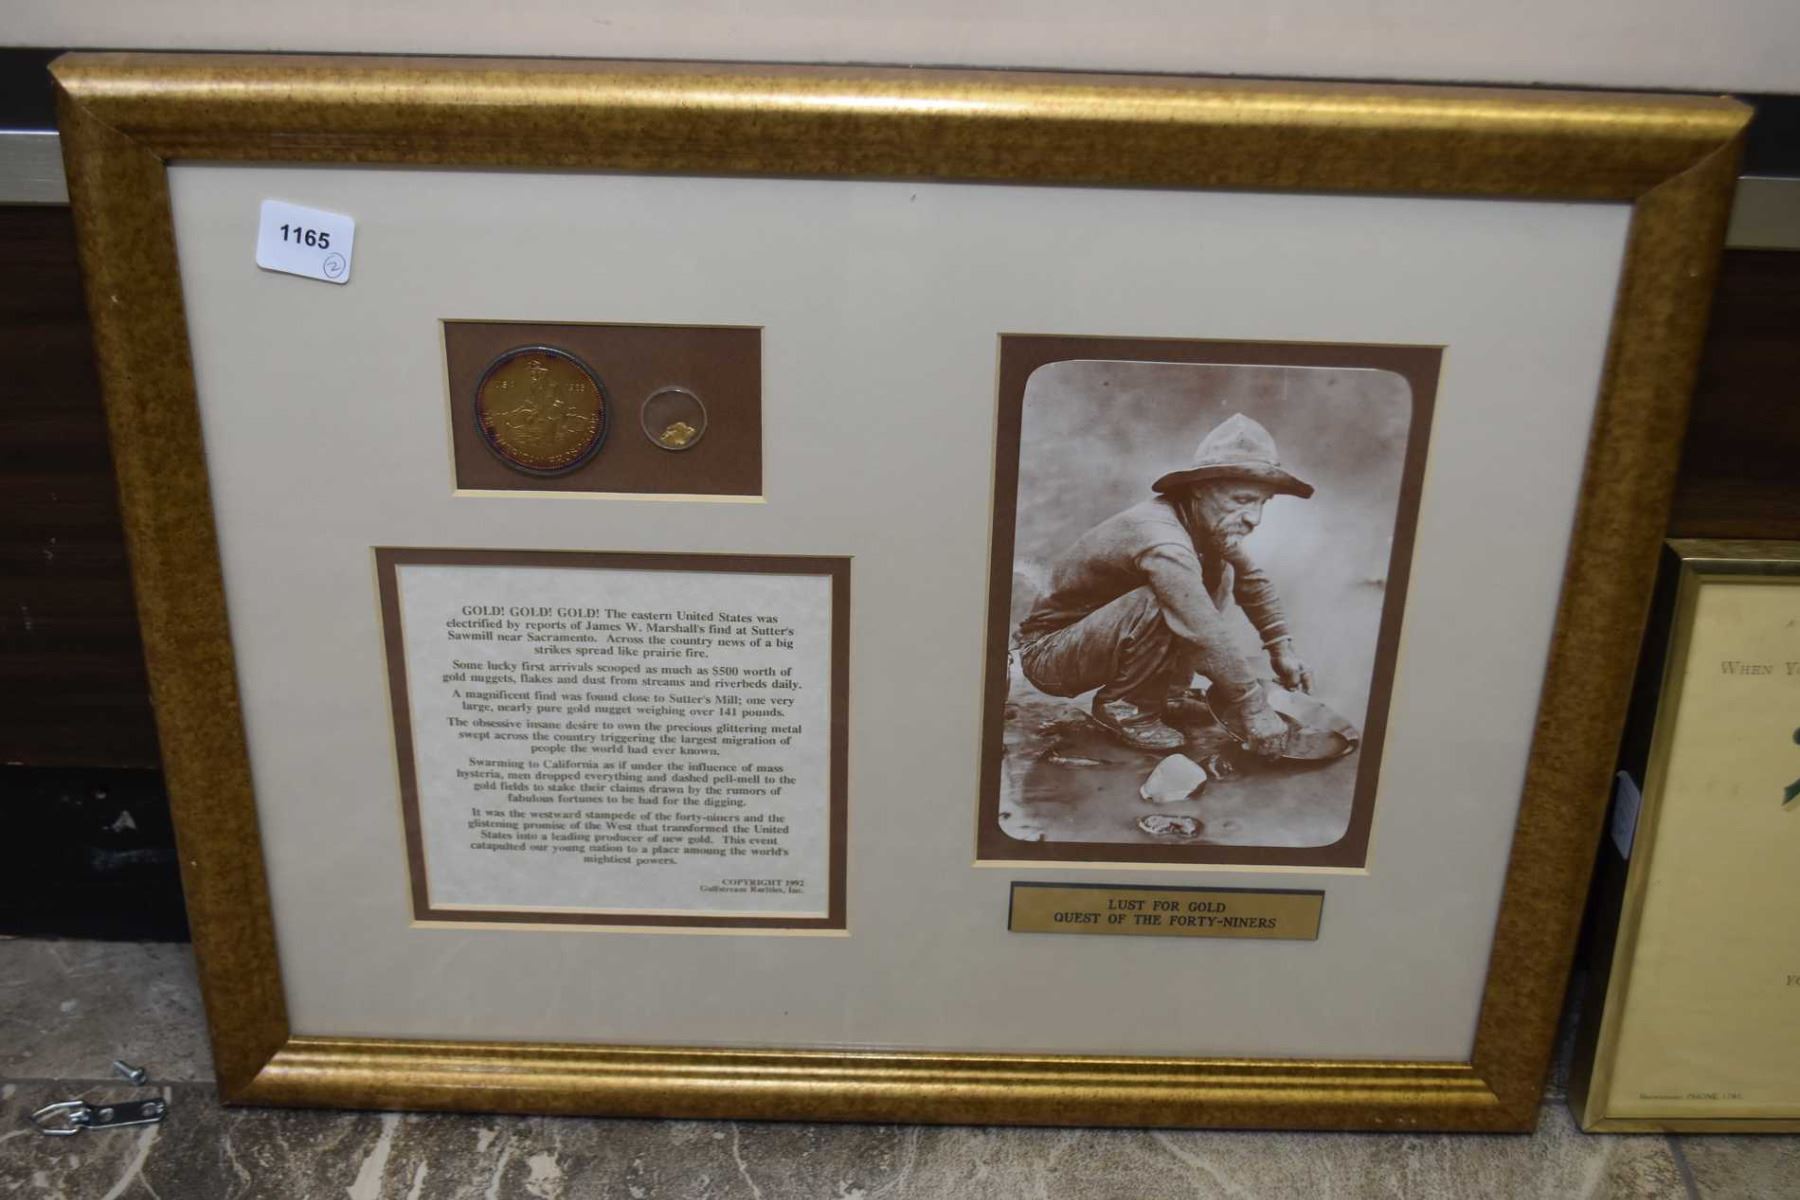 1165
2
GOLD! GOLD! GOLD! The eastern United States was
electrified by reports of James W. Marshall's find at Sutter's
Sawmill near Sacramento. Across the country news of a big
strikes spread like prairie fire.
Some lucky first arrivals scooped as much as $500 worth of
gold nuggets, flakes and dust from streams and riverbeds daily.
A magnificent find was found close to Sutter's Mill; one very
large, nearly pure gold nugget weighing over 141 pounds.
The obsessive insane desire to own the precious glittering metal
swept across the country triggering the largest migration of
people the world had ever known.
Swarming to California as if under the influence of mass
hysteria, men dropped everything and dashed pell-mell to the
gold fields to stake their claims drawn by the rumors of
fabulous fortunes to be had for the digging.
It was the westward stampede of the forty-niners and the
glistening promise of the West that transformed the United
States into a leading producer of new gold. This event
catapulted our young nation to a place amoung the world's
mightiest powers.
COPYRIGHT 1992
Gulfstream Rarities, Inc.
LUST FOR GOLD
QUEST OF THE FORTY-NINERS
WHEN
PHONE